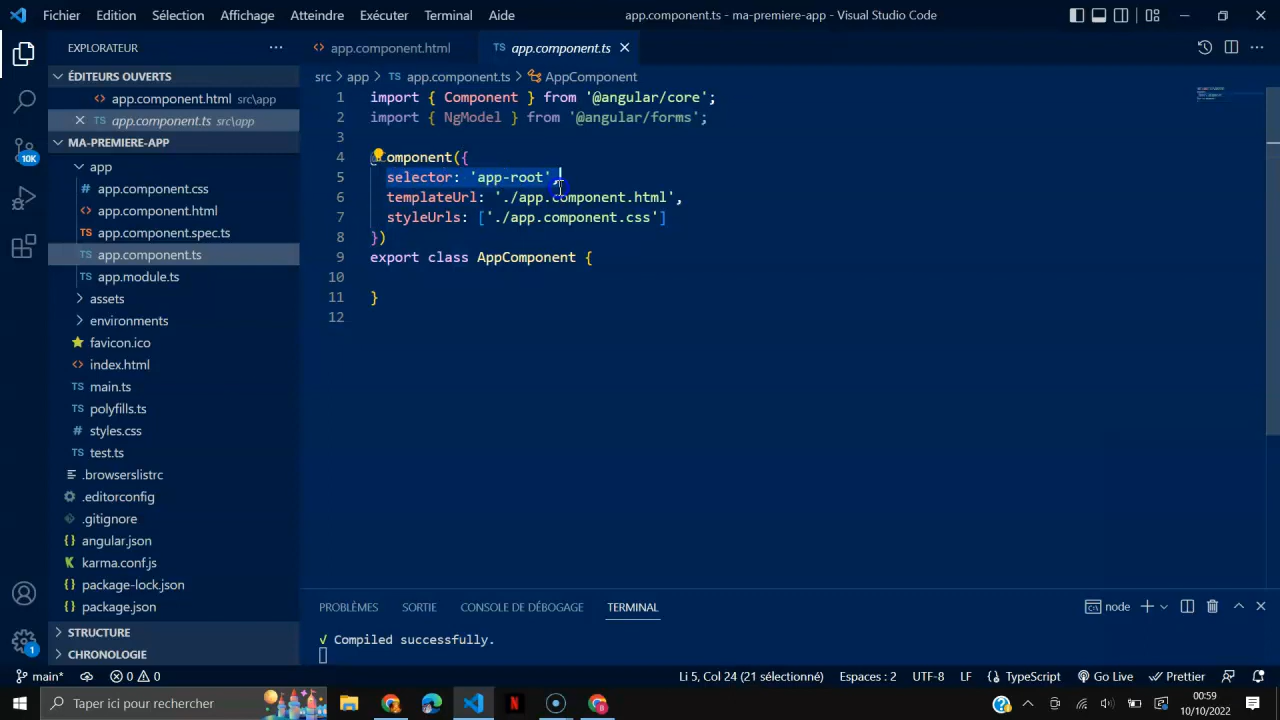 Fichier Edition Sélection Affichage Atteindre Exécuter Terminal Aide
app.component.ts - ma-premiere-app - Visual Studio Code
EXPLORATEUR
ÉDITEURS OUVERTS
app.component.html src\app
app.component.ts src\app
MA-PREMIERE-APP
app
app.component.css
app.component.html
app.component.spec.ts
app.component.ts
app.module.ts
assets
environments
favicon.ico
index.html
main.ts
polyfills.ts
styles.css
test.ts
.browserslistrc
.editorconfig
.gitignore
angular.json
karma.conf.js
package-lock.json
package.json
STRUCTURE
CHRONOLOGIE
10K
1
app.component.html
TS app.component.ts
src > app > TS app.component.ts > AppComponent
1 import { Component } from '@angular/core';
2 import { NgModel } from '@angular/forms';
3
4 @Component({
5 selector: 'app-root'
6 templateUrl: './app.component.html',
7 styleUrls: ['./app.component.css']
8 })
9 export class AppComponent {
10
11 }
12
PROBLÈMES SORTIE CONSOLE DE DÉBOGAGE TERMINAL
node
√ Compiled successfully.
main* 0 0
Li 5, Col 24 (21 sélectionné) Espaces : 2 UTF-8 LF {} TypeScript Go Live Prettier
Taper ici pour rechercher
00:59
10/10/2022